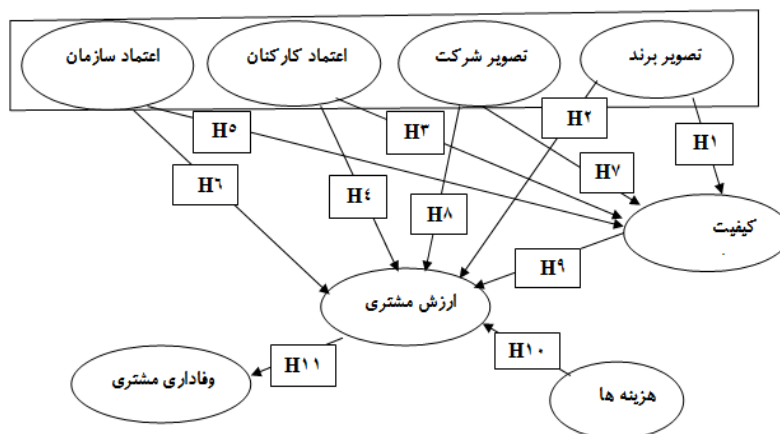 تصویر برند
تصویر شرکت
اعتماد کارکنان
اعتماد سازمان
H۲
H۱
H۳
H۵
H۷
H۶
H٤
H۸
کیفیت
H۹
ارزش مشتری
H۱۰
H۱۱
وفاداری مشتری
هزینه ها